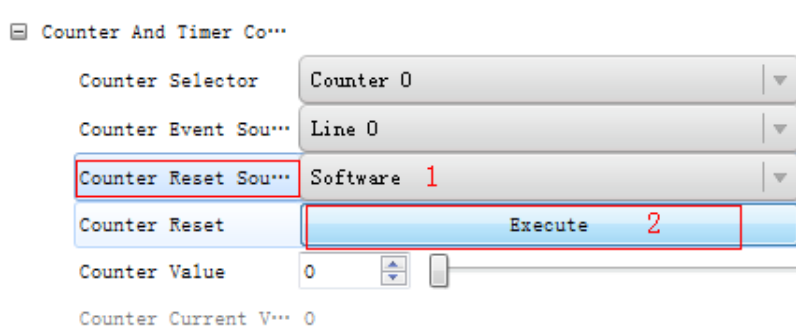 Counter And Timer Co…
Counter Selector Counter 0
Counter Event Sou… Line 0
Counter Reset Sou… Software 1
Counter Reset Execute 2
Counter Value 0
Counter Current V… 0